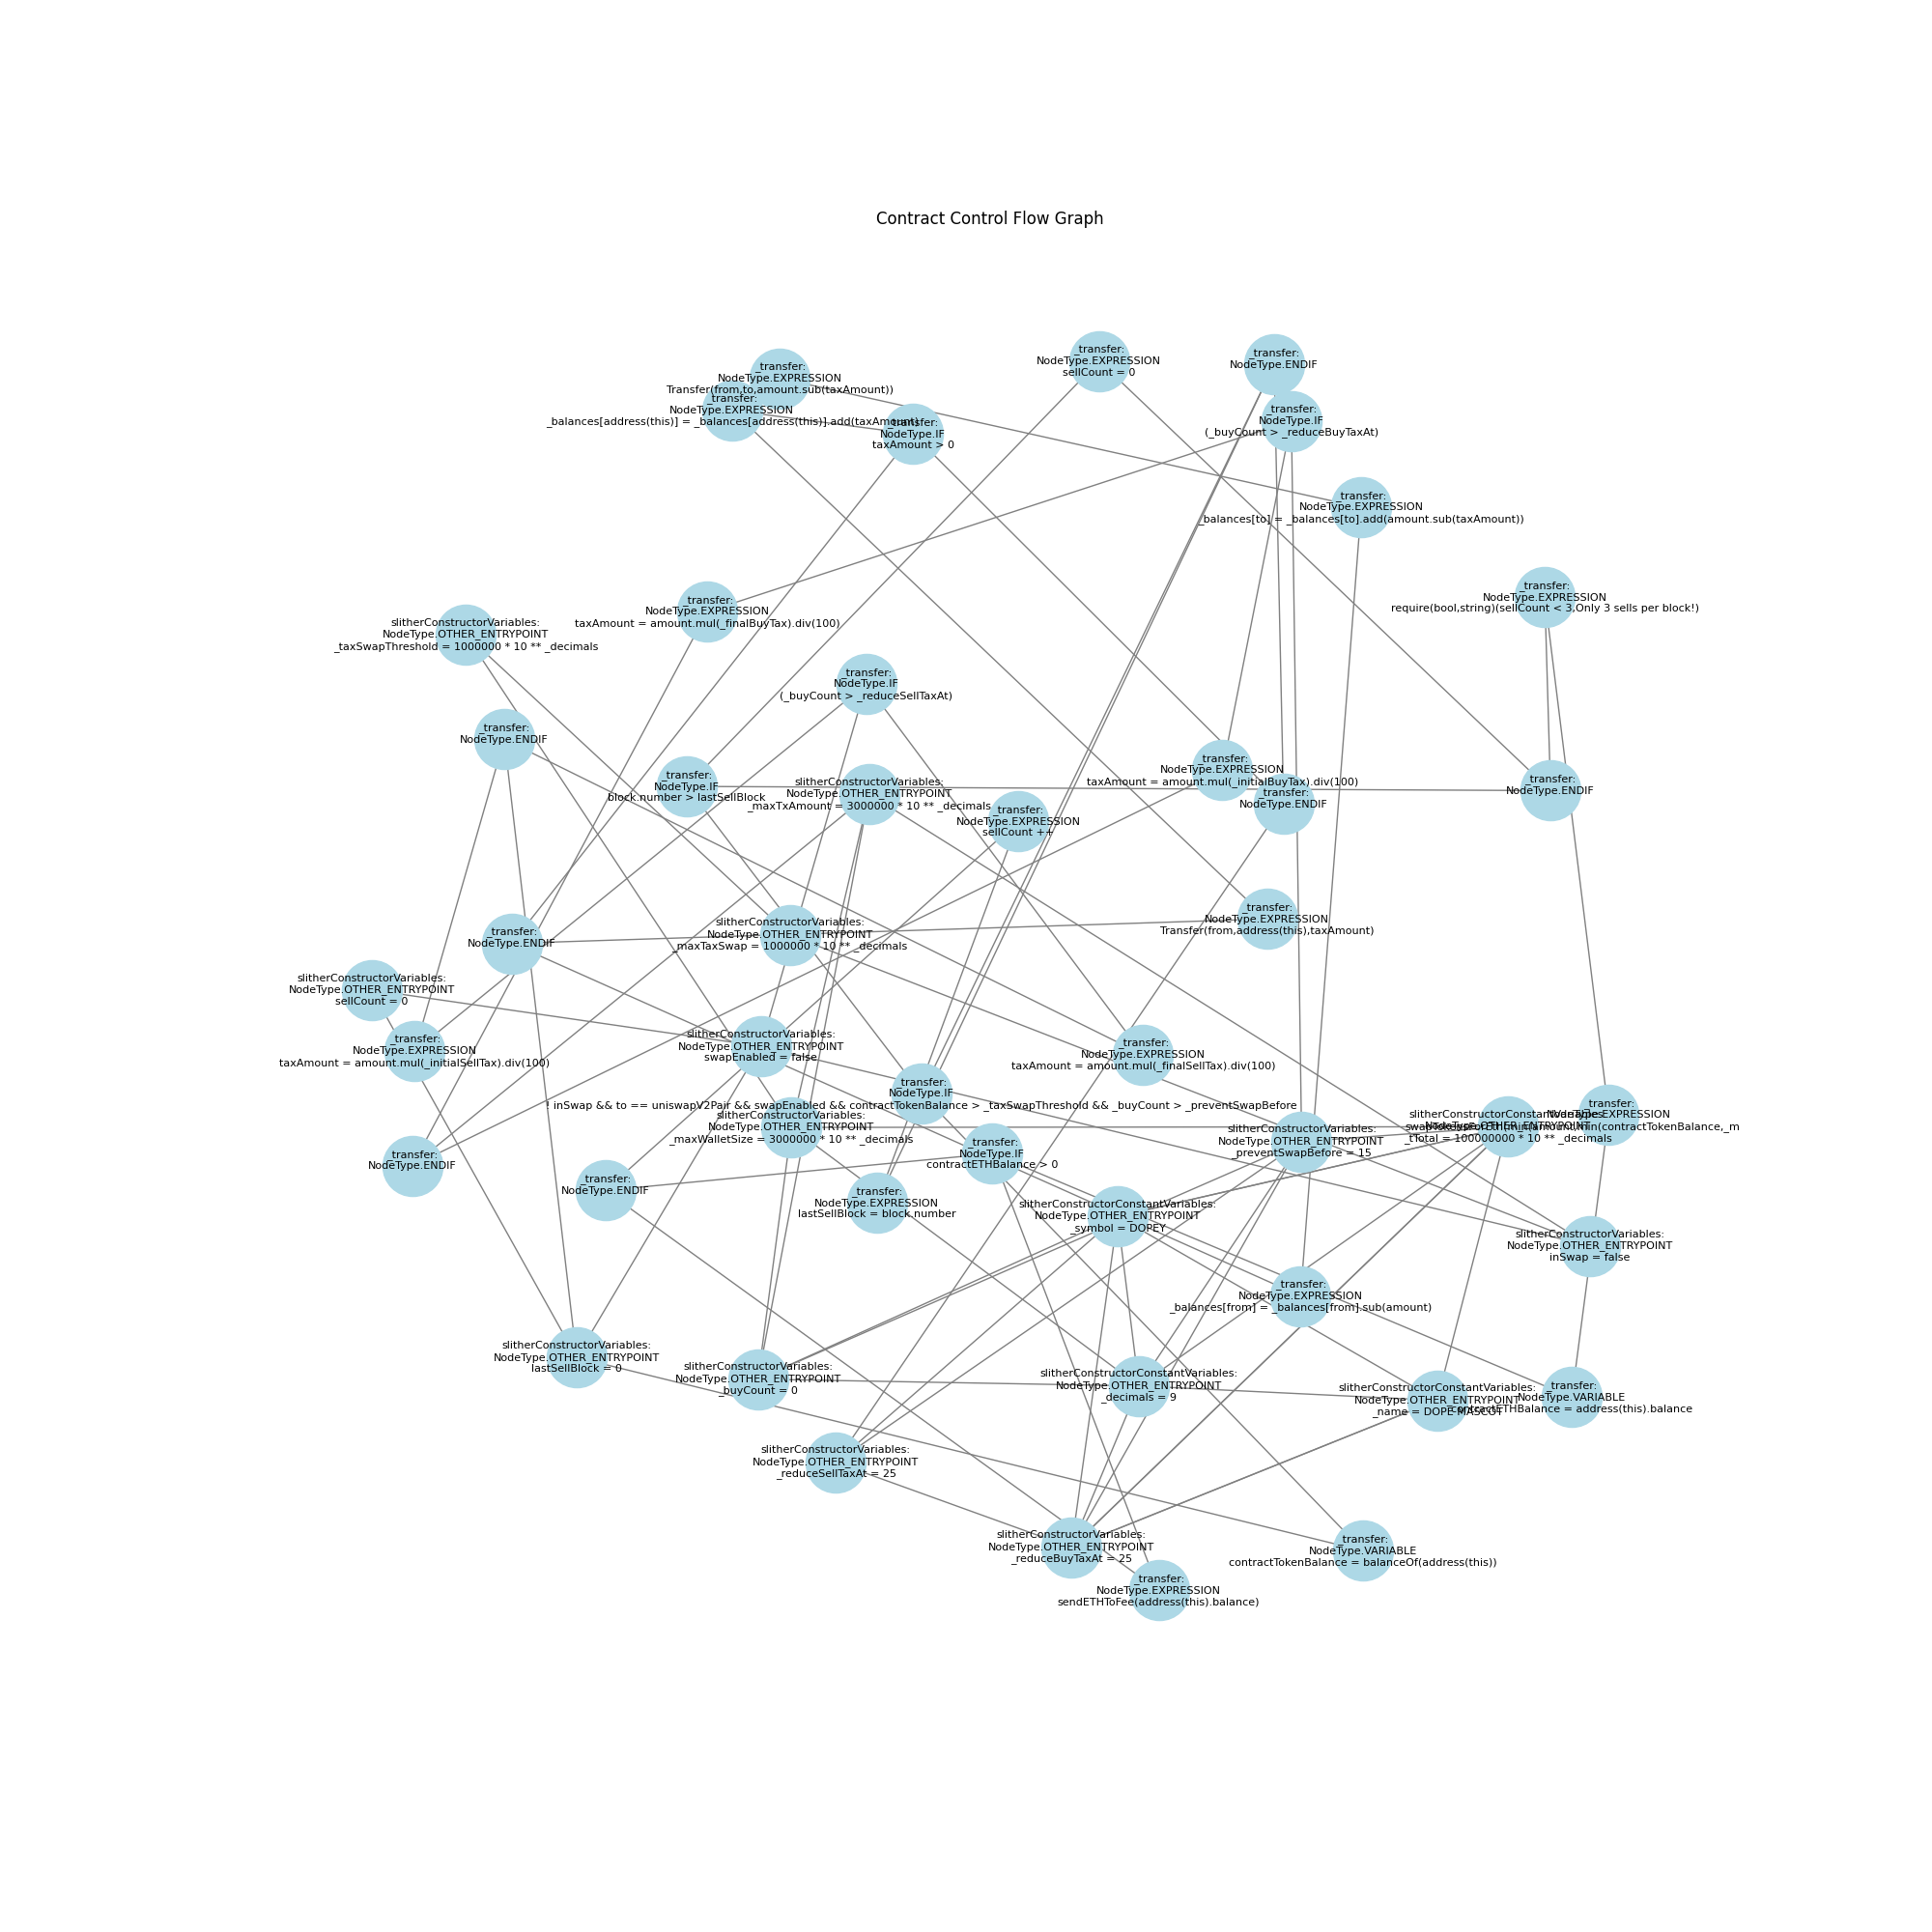 Contract Control Flow Graph
_transfer:
NodeType.EXPRESSION
sellCount = 0
_transfer:
NodeType.ENDIF
_transfer:
NodeType.EXPRESSION
Transfer(from,to,amount.sub(taxAmount))
_transfer:
NodeType.EXPRESSION
_balances[address(this)] = _balances[address(this)].add(taxAmount)
_transfer:
NodeType.IF
(_buyCount > _reduceBuyTaxAt)
_transfer:
NodeType.IF
taxAmount > 0
_transfer:
NodeType.EXPRESSION
_balances[to] = _balances[to].add(amount.sub(taxAmount))
_transfer:
NodeType.EXPRESSION
require(bool,string)(sellCount < 3,Only 3 sells per block!)
_transfer:
NodeType.EXPRESSION
taxAmount = amount.mul(_finalBuyTax).div(100)
slitherConstructorVariables:
NodeType.OTHER_ENTRYPOINT
_taxSwapThreshold = 1000000 * 10 ** _decimals
_transfer:
NodeType.IF
(_buyCount > _reduceSellTaxAt)
_transfer:
NodeType.ENDIF
_transfer:
NodeType.EXPRESSION
taxAmount = amount.mul(_initialBuyTax).div(100)
_transfer:
NodeType.IF
block.number > lastSellBlock
slitherConstructorVariables:
NodeType.OTHER_ENTRYPOINT
_maxTxAmount = 3000000 * 10 ** _decimals
_transfer:
NodeType.ENDIF
_transfer:
NodeType.ENDIF
_transfer:
NodeType.EXPRESSION
sellCount ++
_transfer:
NodeType.EXPRESSION
Transfer(from,address(this),taxAmount)
slitherConstructorVariables:
NodeType.OTHER_ENTRYPOINT
_maxTaxSwap = 1000000 * 10 ** _decimals
_transfer:
NodeType.ENDIF
slitherConstructorVariables:
NodeType.OTHER_ENTRYPOINT
sellCount = 0
_transfer:
NodeType.EXPRESSION
taxAmount = amount.mul(_initialSellTax).div(100)
slitherConstructorVariables:
NodeType.OTHER_ENTRYPOINT
swapEnabled = false
_transfer:
NodeType.EXPRESSION
taxAmount = amount.mul(_finalSellTax).div(100)
_transfer:
NodeType.IF
! inSwap && to == uniswapV2Pair && swapEnabled && contractTokenBalance > _taxSwapThreshold && _buyCount > _preventSwapBefore
slitherConstructorVariables:
NodeType.OTHER_ENTRYPOINT
_maxWalletSize = 3000000 * 10 ** _decimals
_transfer:
NodeType.EXPRESSION
slitherConstructorConstantVariables:
NodeType.OTHER_ENTRYPOINT
_tTotal = 100000000 * 10 ** _decimals
slitherConstructorVariables:
NodeType.OTHER_ENTRYPOINT
_preventSwapBefore = 15
_transfer:
NodeType.IF
contractETHBalance > 0
_transfer:
NodeType.ENDIF
_transfer:
NodeType.ENDIF
_transfer:
NodeType.EXPRESSION
lastSellBlock = block.number
slitherConstructorConstantVariables:
NodeType.OTHER_ENTRYPOINT
_symbol = DOPEY
slitherConstructorVariables:
NodeType.OTHER_ENTRYPOINT
inSwap = false
_transfer:
NodeType.EXPRESSION
_balances[from] = _balances[from].sub(amount)
slitherConstructorVariables:
NodeType.OTHER_ENTRYPOINT
lastSellBlock = 0
slitherConstructorVariables:
NodeType.OTHER_ENTRYPOINT
_buyCount = 0
slitherConstructorConstantVariables:
NodeType.OTHER_ENTRYPOINT
_decimals = 9
slitherConstructorConstantVariables:
NodeType.OTHER_ENTRYPOINT
_name = DOPE MASCOT
_transfer:
NodeType.VARIABLE
contractETHBalance = address(this).balance
slitherConstructorVariables:
NodeType.OTHER_ENTRYPOINT
_reduceSellTaxAt = 25
slitherConstructorVariables:
NodeType.OTHER_ENTRYPOINT
_reduceBuyTaxAt = 25
_transfer:
NodeType.VARIABLE
contractTokenBalance = balanceOf(address(this))
_transfer:
NodeType.EXPRESSION
sendETHToFee(address(this).balance)